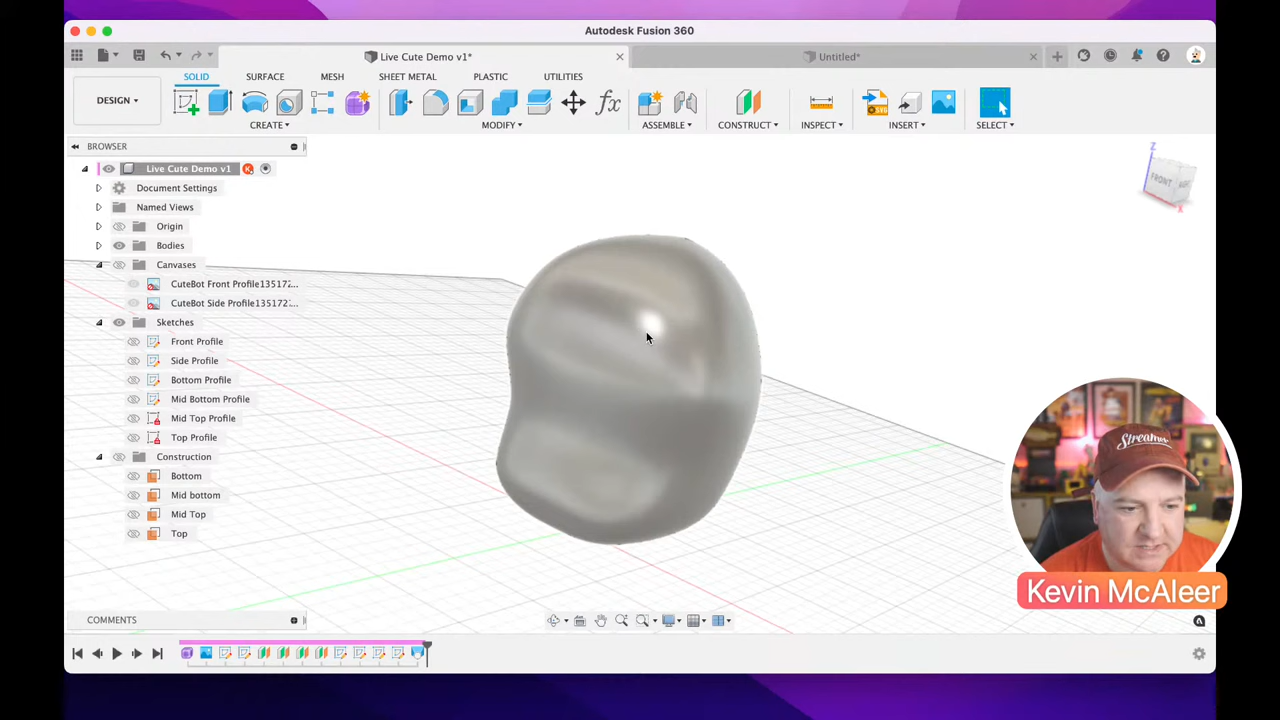 Autodesk Fusion 360
Live Cute Demo v1*
Untitled*
SOLID
SURFACE
MESH
SHEET METAL
PLASTIC
UTILITIES
DESIGN
fx
CREATE
MODIFY
ASSEMBLE
CONSTRUCT
INSPECT
INSERT
SELECT
BROWSER
Live Cute Demo v1
Document Settings
Named Views
Origin
Bodies
Canvases
CuteBot Front Profile135172...
CuteBot Side Profile135172...
Sketches
Front Profile
Side Profile
Bottom Profile
Mid Bottom Profile
Mid Top Profile
Top Profile
Construction
Bottom
Mid bottom
Mid Top
Top
Z
FRONT
X
Kevin McAleer
COMMENTS